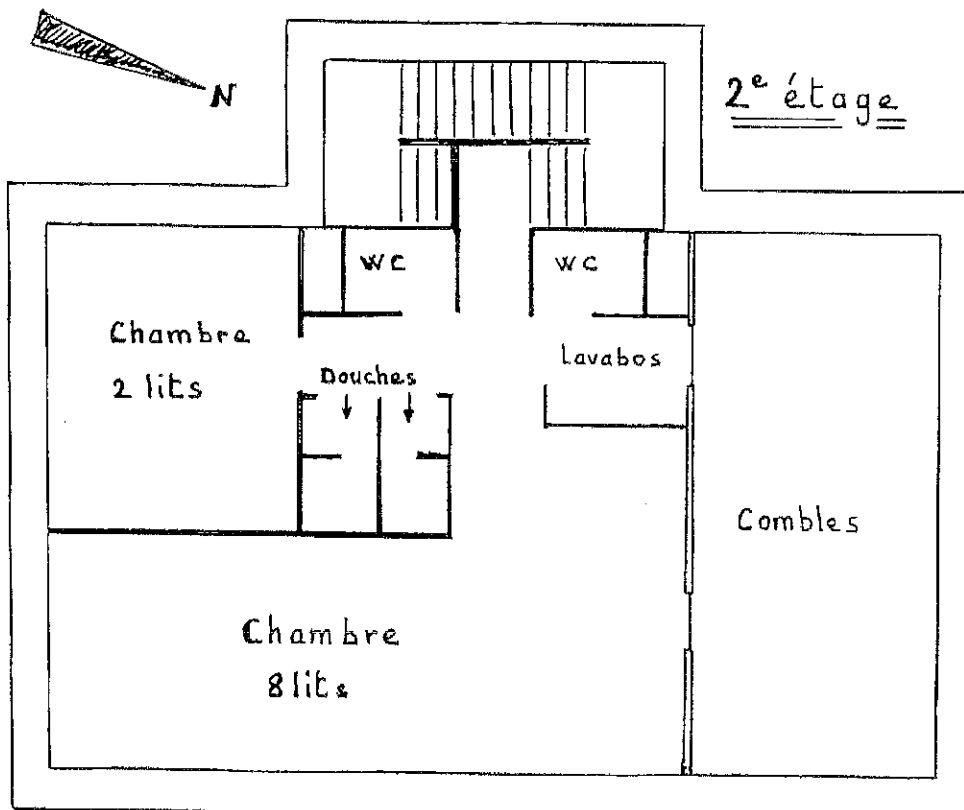 N
2e étage
WC
WC
Chambre
2 lits
Douches
Lavabos
Combles
Chambre
8 lits